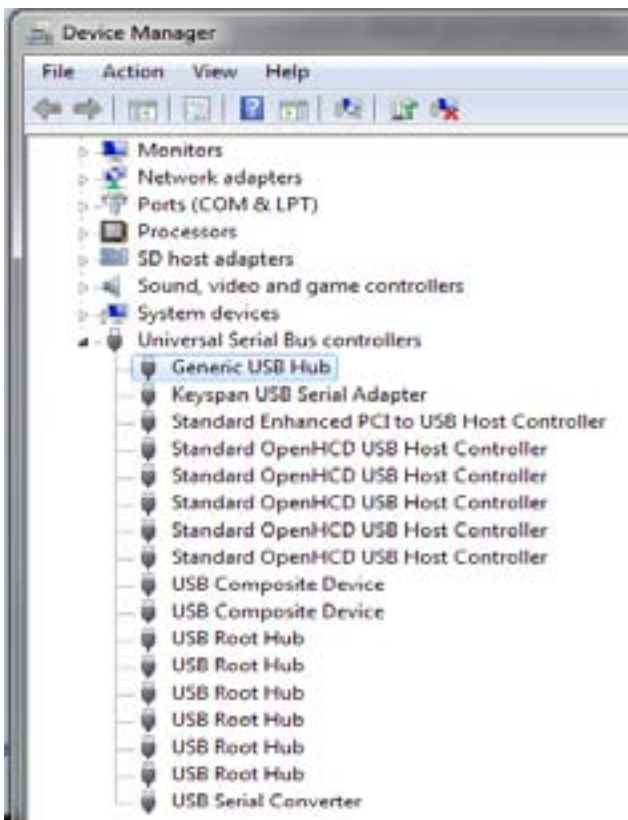 Device Manager
File Action View Help
Monitors
Network adapters
Ports (COM & LPT)
Processors
SD host adapters
Sound, video and game controllers
System devices
Universal Serial Bus controllers
Generic USB Hub
Keyspan USB Serial Adapter
Standard Enhanced PCI to USB Host Controller
Standard OpenHCD USB Host Controller
Standard OpenHCD USB Host Controller
Standard OpenHCD USB Host Controller
Standard OpenHCD USB Host Controller
Standard OpenHCD USB Host Controller
USB Composite Device
USB Composite Device
USB Root Hub
USB Root Hub
USB Root Hub
USB Root Hub
USB Root Hub
USB Root Hub
USB Serial Converter